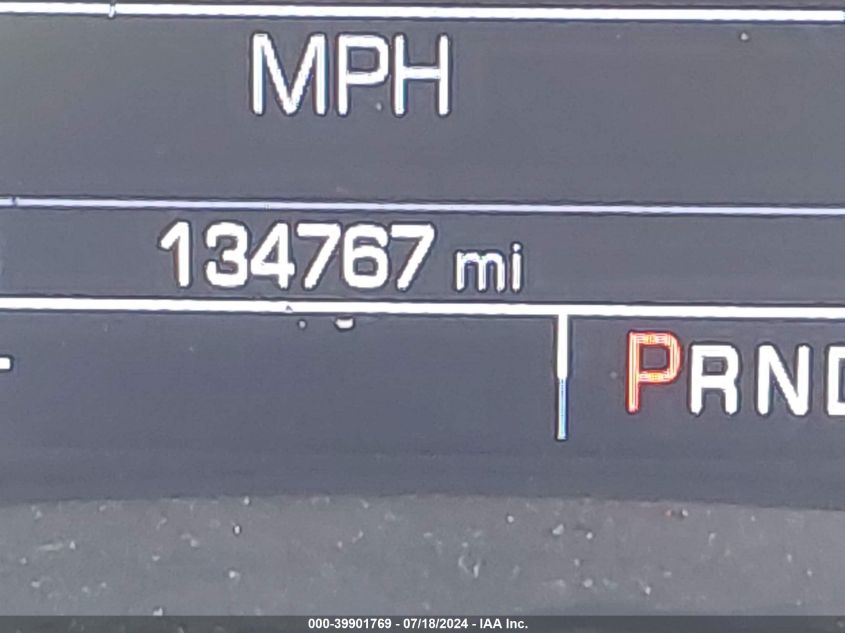 MPH
134767 mi
PRND
000-39901769 - 07/18/2024 - IAA Inc.